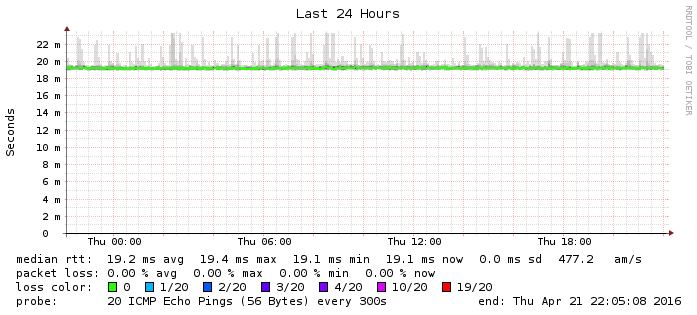 Last 24 Hours
RRDTOOL / TOBI OETIKER
Seconds
22 m
20 m
18 m
16 m
14 m
12 m
10 m
8 m
6 m
4 m
2 m
0
Thu 00:00 Thu 06:00 Thu 12:00 Thu 18:00
median rtt: 19.2 ms avg 19.4 ms max 19.1 ms min 19.1 ms now 0.0 ms sd 477.2 am/s
packet loss: 0.00 % avg 0.00 % max 0.00 % min 0.00 % now
loss color: 0 1/20 2/20 3/20 4/20 10/20 19/20
probe: 20 ICMP Echo Pings (56 Bytes) every 300s end: Thu Apr 21 22:05:08 2016